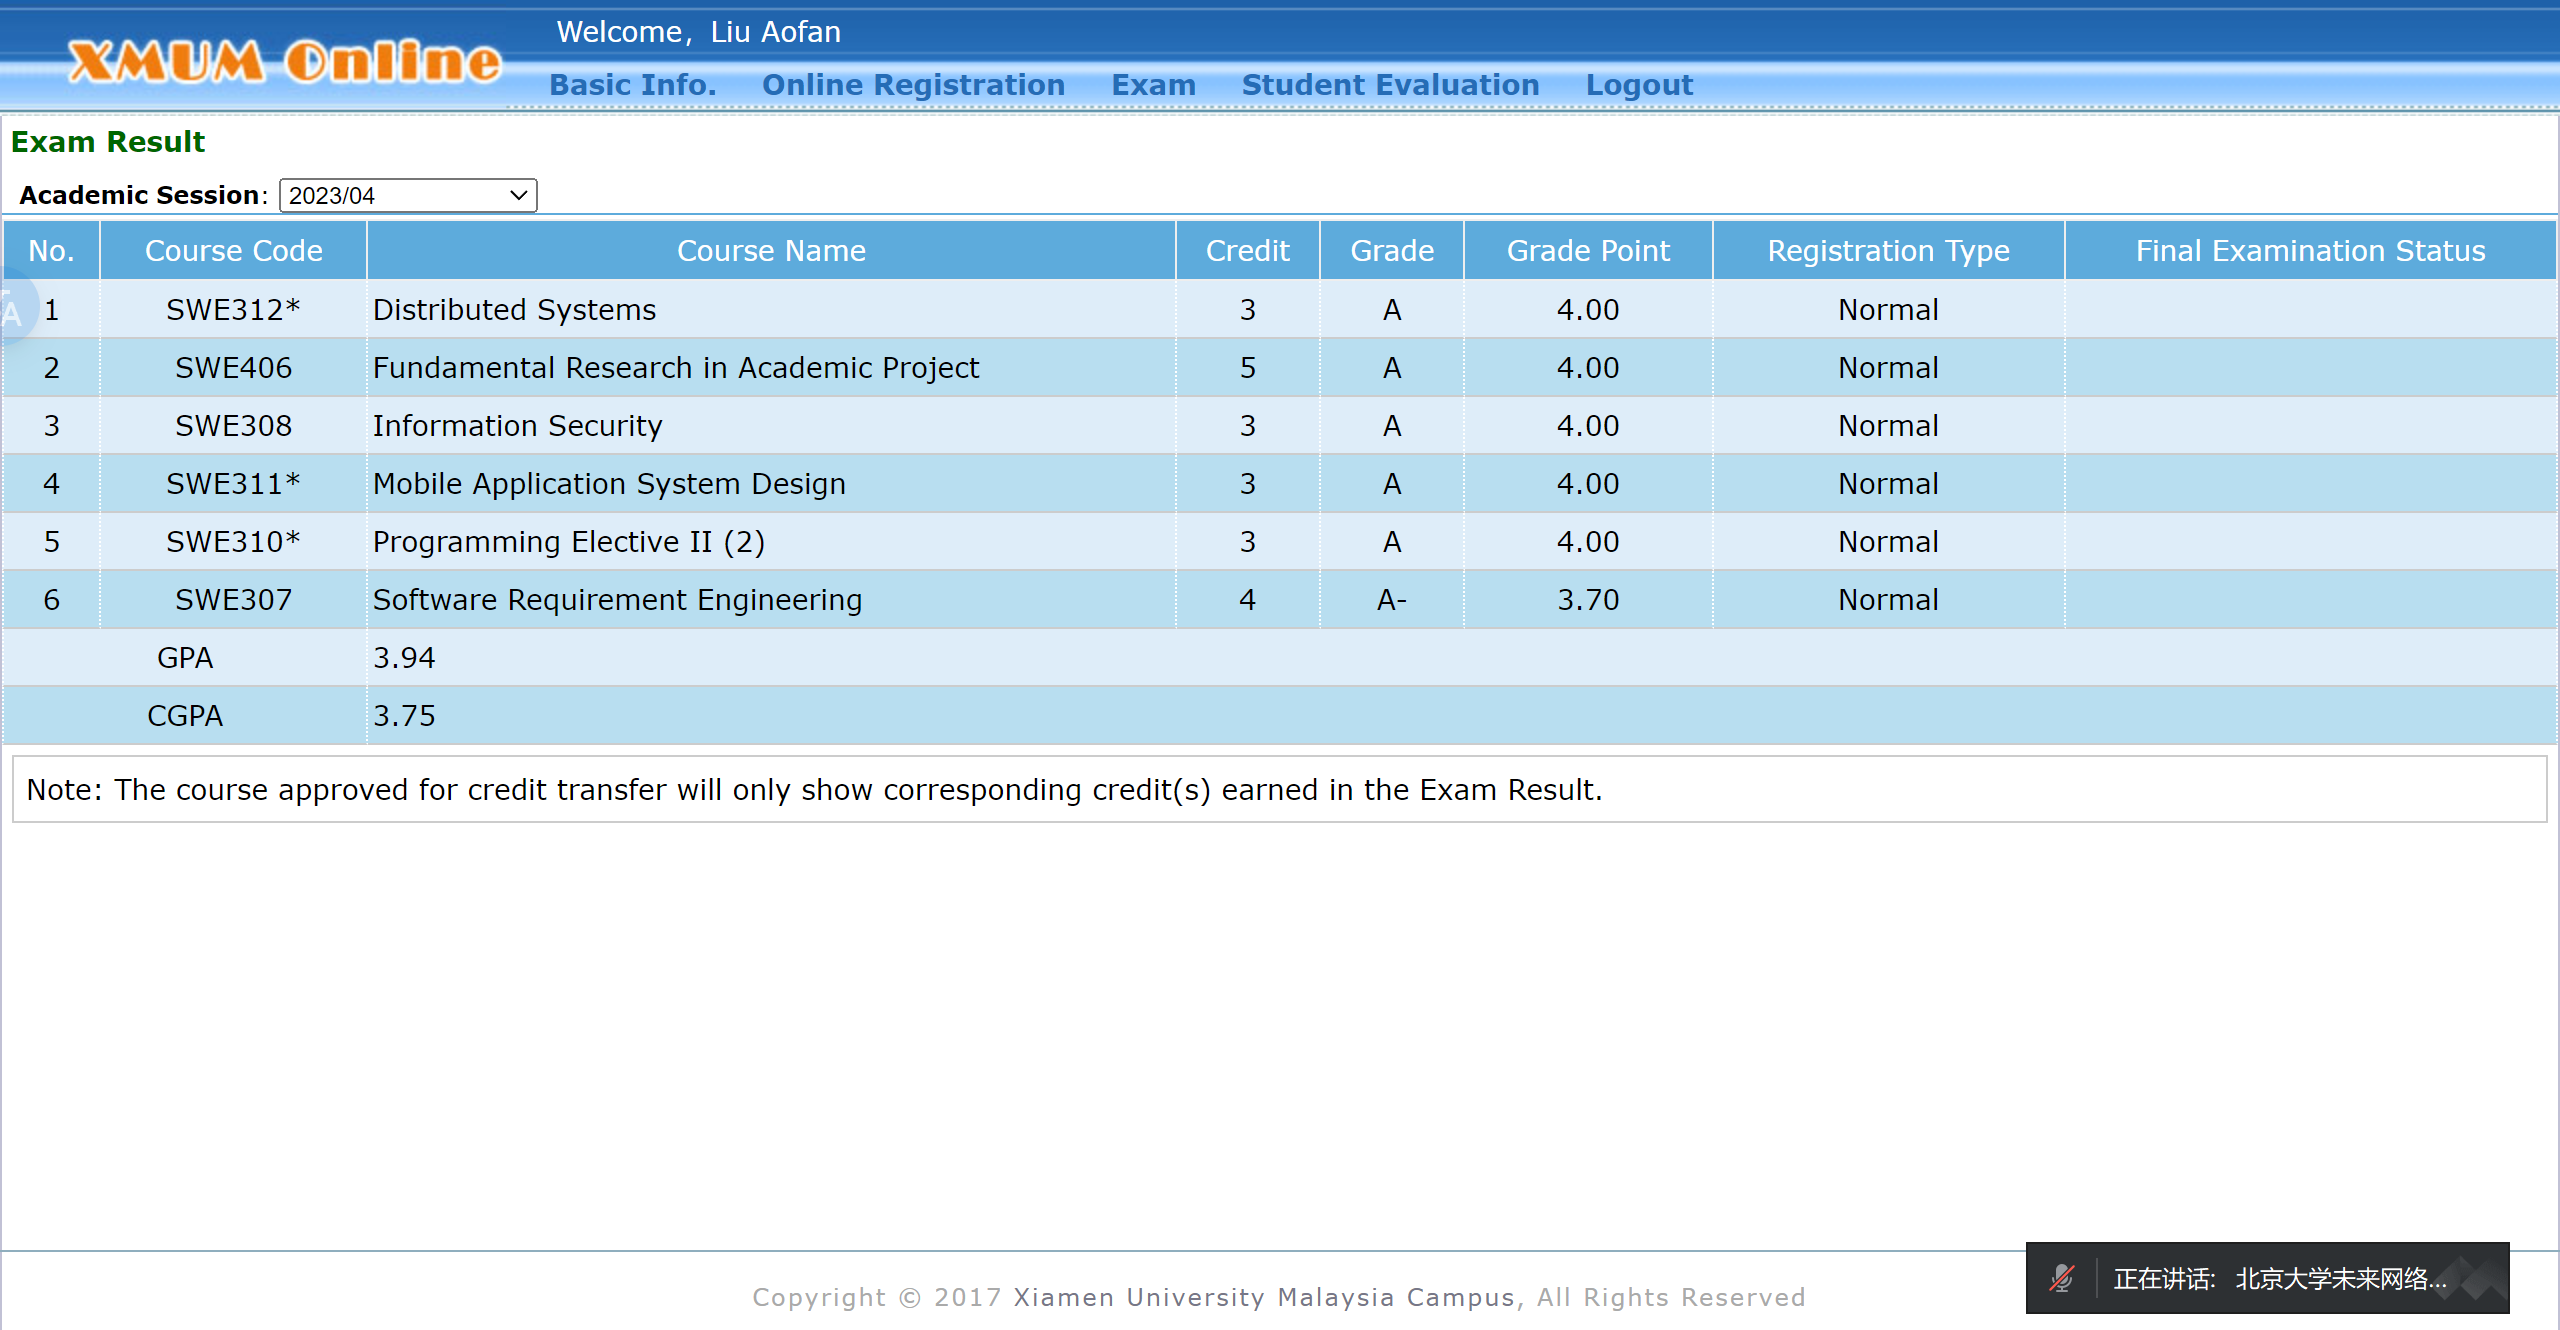 XMUM Online
Welcome，Liu Aofan
Basic Info. Online Registration Exam Student Evaluation Logout
Exam Result
Academic Session: 2023/04
No. Course Code Course Name Credit Grade Grade Point Registration Type Final Examination Status
1 SWE312* Distributed Systems 3 A 4.00 Normal
2 SWE406 Fundamental Research in Academic Project 5 A 4.00 Normal
3 SWE308 Information Security 3 A 4.00 Normal
4 SWE311* Mobile Application System Design 3 A 4.00 Normal
5 SWE310* Programming Elective II (2) 3 A 4.00 Normal
6 SWE307 Software Requirement Engineering 4 A- 3.70 Normal
GPA 3.94
CGPA 3.75
Note: The course approved for credit transfer will only show corresponding credit(s) earned in the Exam Result.
正在讲话: 北京大学未来网络...
Copyright © 2017 Xiamen University Malaysia Campus, All Rights Reserved